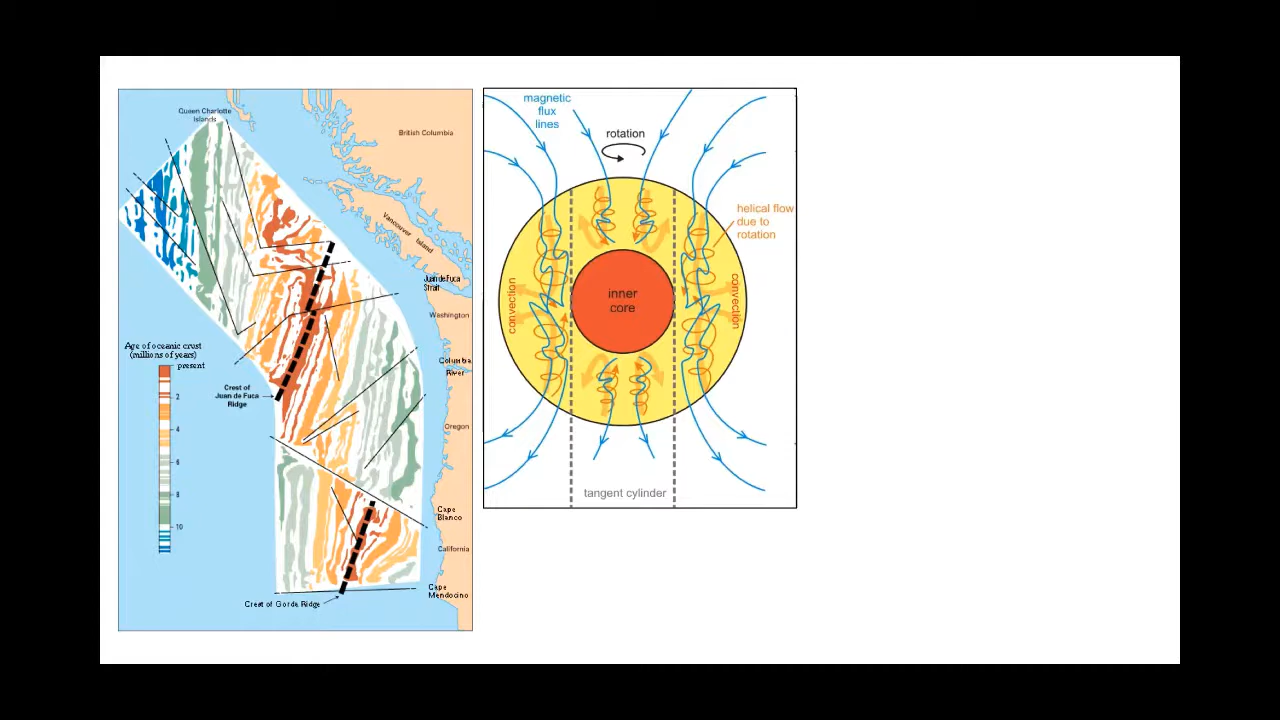 Queen Charlotte
Islands
British Columbia
Vancouver Island
Juan de Fuca
Strait
Washington
Age of oceanic crust
(millions of years)
present
2
4
6
8
10
Columbia
River
Crest of
Juan de Fuca
Ridge
Oregon
Cape
Blanco
California
Cape
Mendocino
Crest of Gorda Ridge
magnetic
flux
lines
rotation
helical flow
due to
rotation
convection
inner
core
convection
tangent cylinder